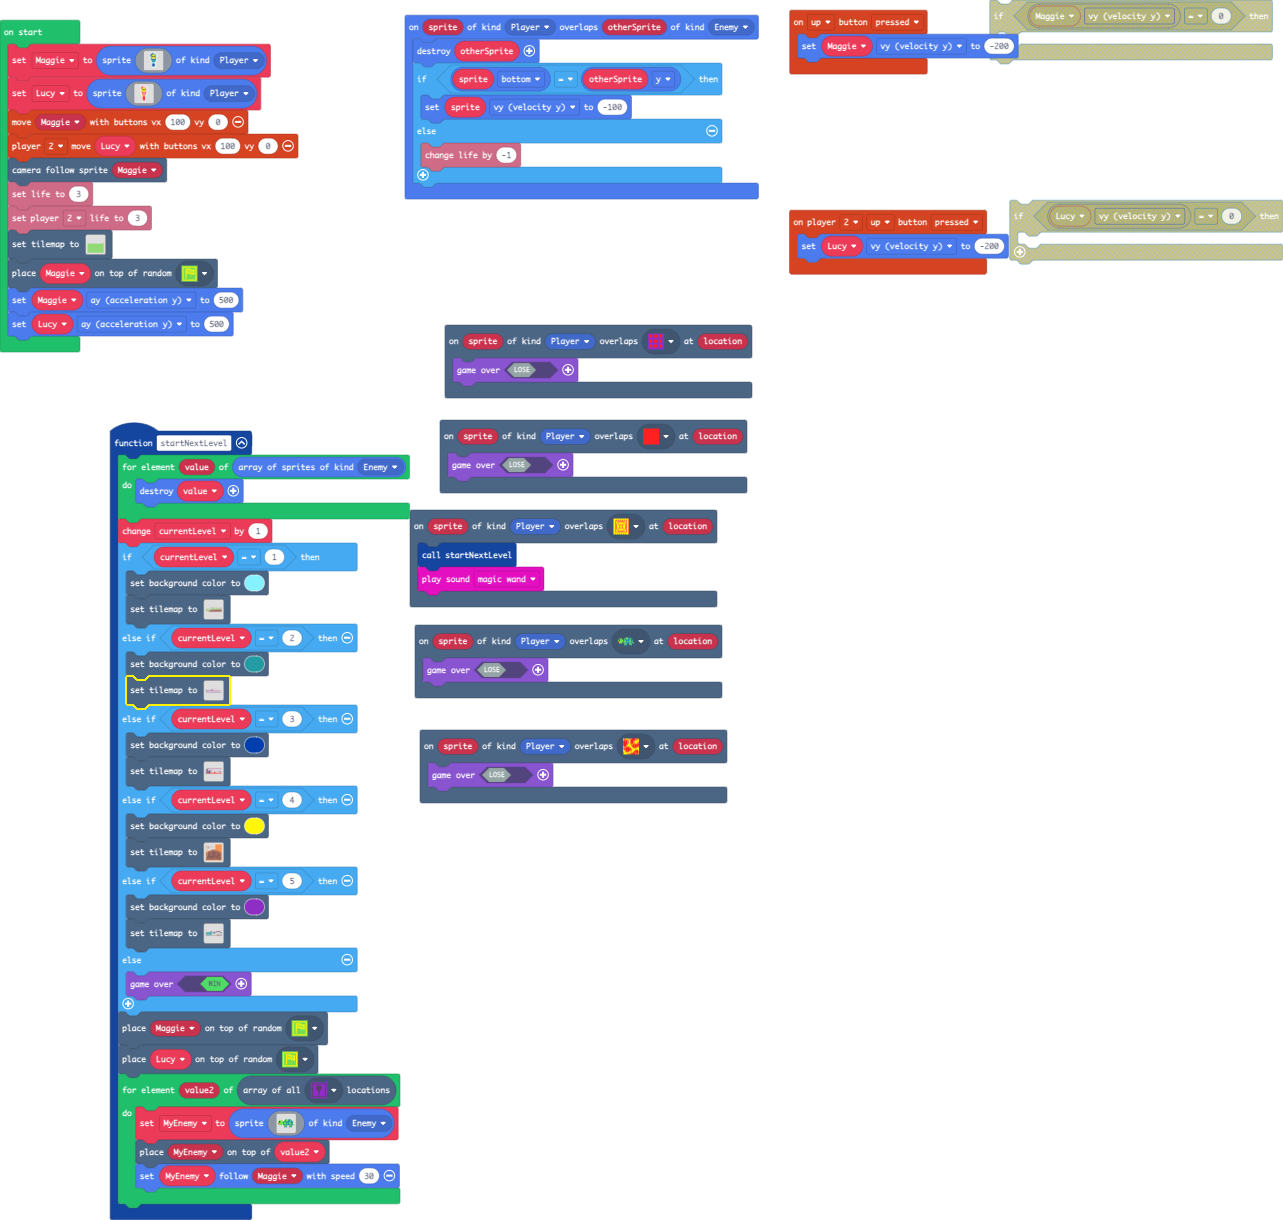 on start
set Maggie to sprite of kind Player
set Lucy to sprite of kind Player
move Maggie with buttons vx 100 vy 0
player 2 move Lucy with buttons vx 100 vy 0
camera follow sprite Maggie
set life to 3
set player 2 life to 3
set tilemap to
place Maggie on top of random
set Maggie ay (acceleration y) to 500
set Lucy ay (acceleration y) to 500
on sprite of kind Player overlaps otherSprite of kind Enemy
destroy otherSprite
if sprite bottom = otherSprite y then
set sprite vy (velocity y) to -100
else
change life by -1
on up button pressed
set Maggie vy (velocity y) to -200
if Maggie vy (velocity y) = 0 then
on player 2 up button pressed
set Lucy vy (velocity y) to -200
if Lucy vy (velocity y) = 0 then
on sprite of kind Player overlaps at location
game over LOSE
on sprite of kind Player overlaps at location
game over LOSE
on sprite of kind Player overlaps at location
call startNextLevel
play sound magic wand
on sprite of kind Player overlaps at location
game over LOSE
on sprite of kind Player overlaps at location
game over LOSE
function startNextLevel
for element value of array of sprites of kind Enemy
do destroy value
change currentLevel by 1
if currentLevel = 1 then
set background color to
set tilemap to
else if currentLevel = 2 then
set background color to
set tilemap to
else if currentLevel = 3 then
set background color to
set tilemap to
else if currentLevel = 4 then
set background color to
set tilemap to
else if currentLevel = 5 then
set background color to
set tilemap to
else
game over WIN
place Maggie on top of random
place Lucy on top of random
for element value2 of array of all locations
do set MyEnemy to sprite of kind Enemy
place MyEnemy on top of value2
set MyEnemy follow Maggie with speed 30